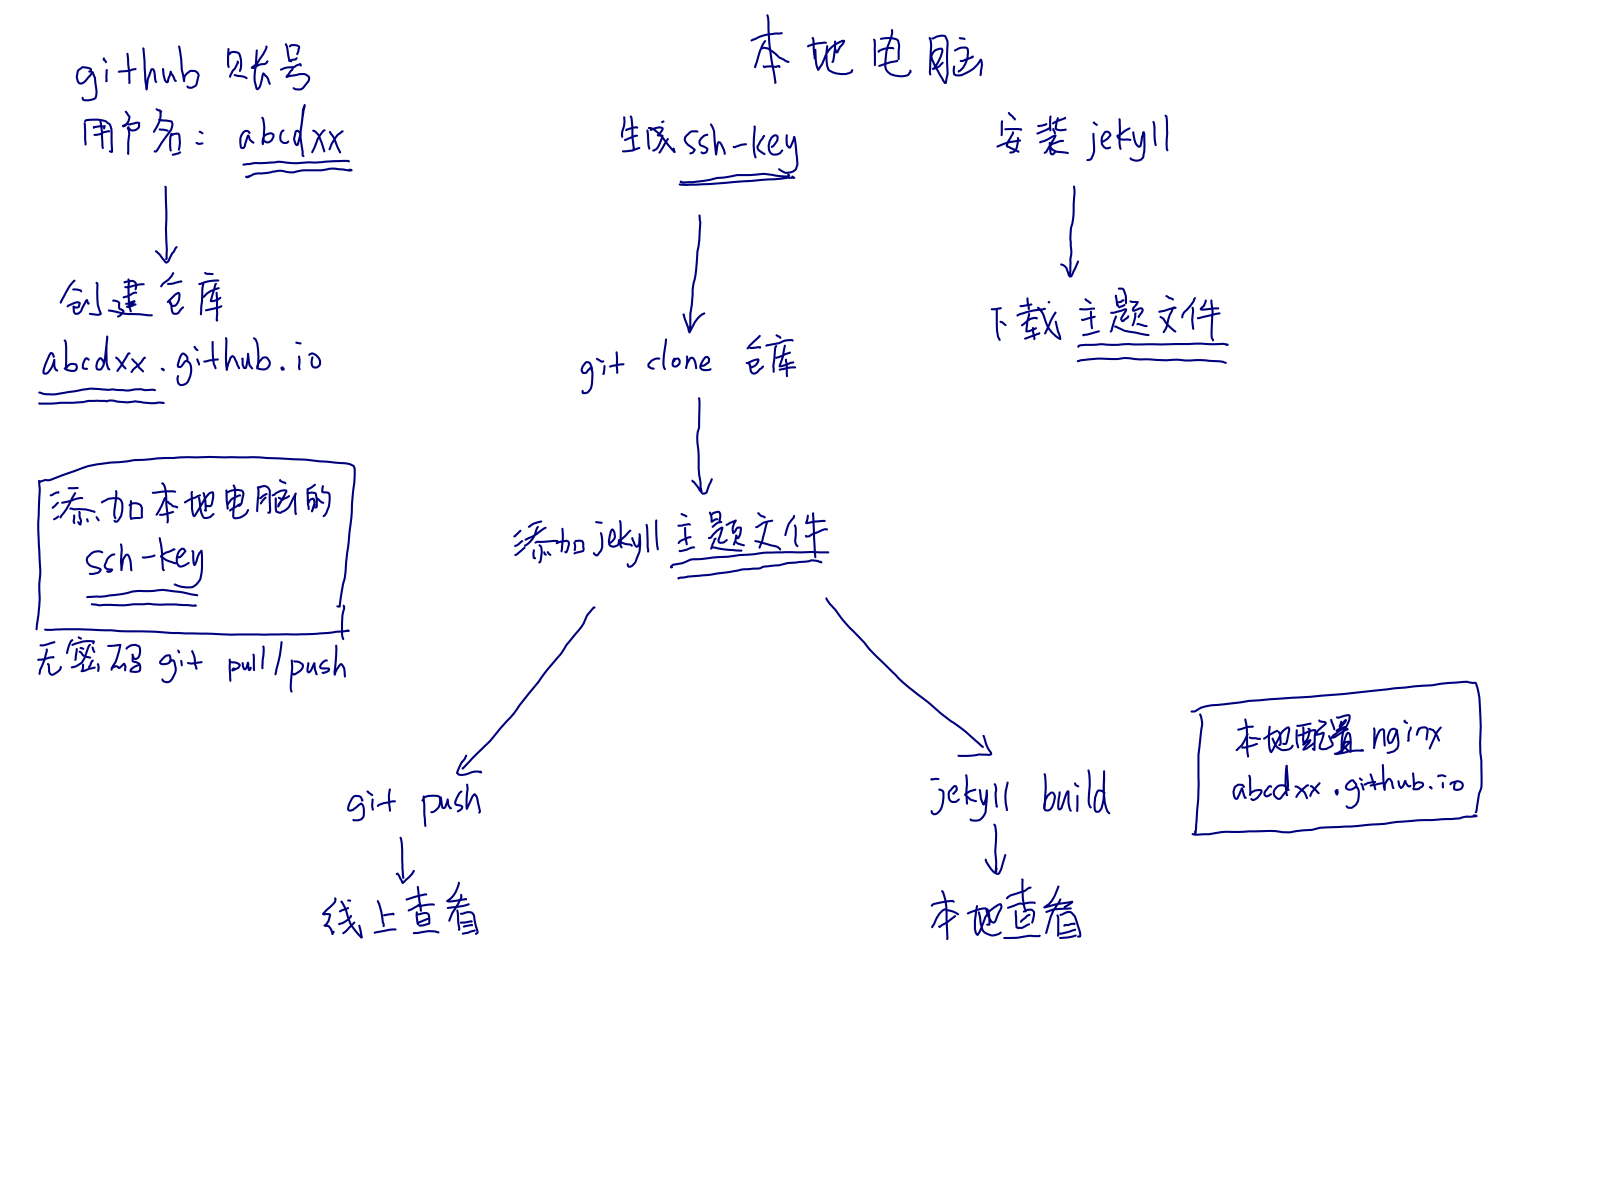 github 账号
用户名: abcdxx
创建仓库
abcdxx.github.io
添加本地电脑的
ssh-key
无密码 git pull/push
本地电脑
生成 ssh-key
安装 jekyll
下载 主题文件
git clone 仓库
添加 jekyll 主题文件
git push
线上查看
jekyll build
本地查看
本地配置 nginx
abcdxx.github.io